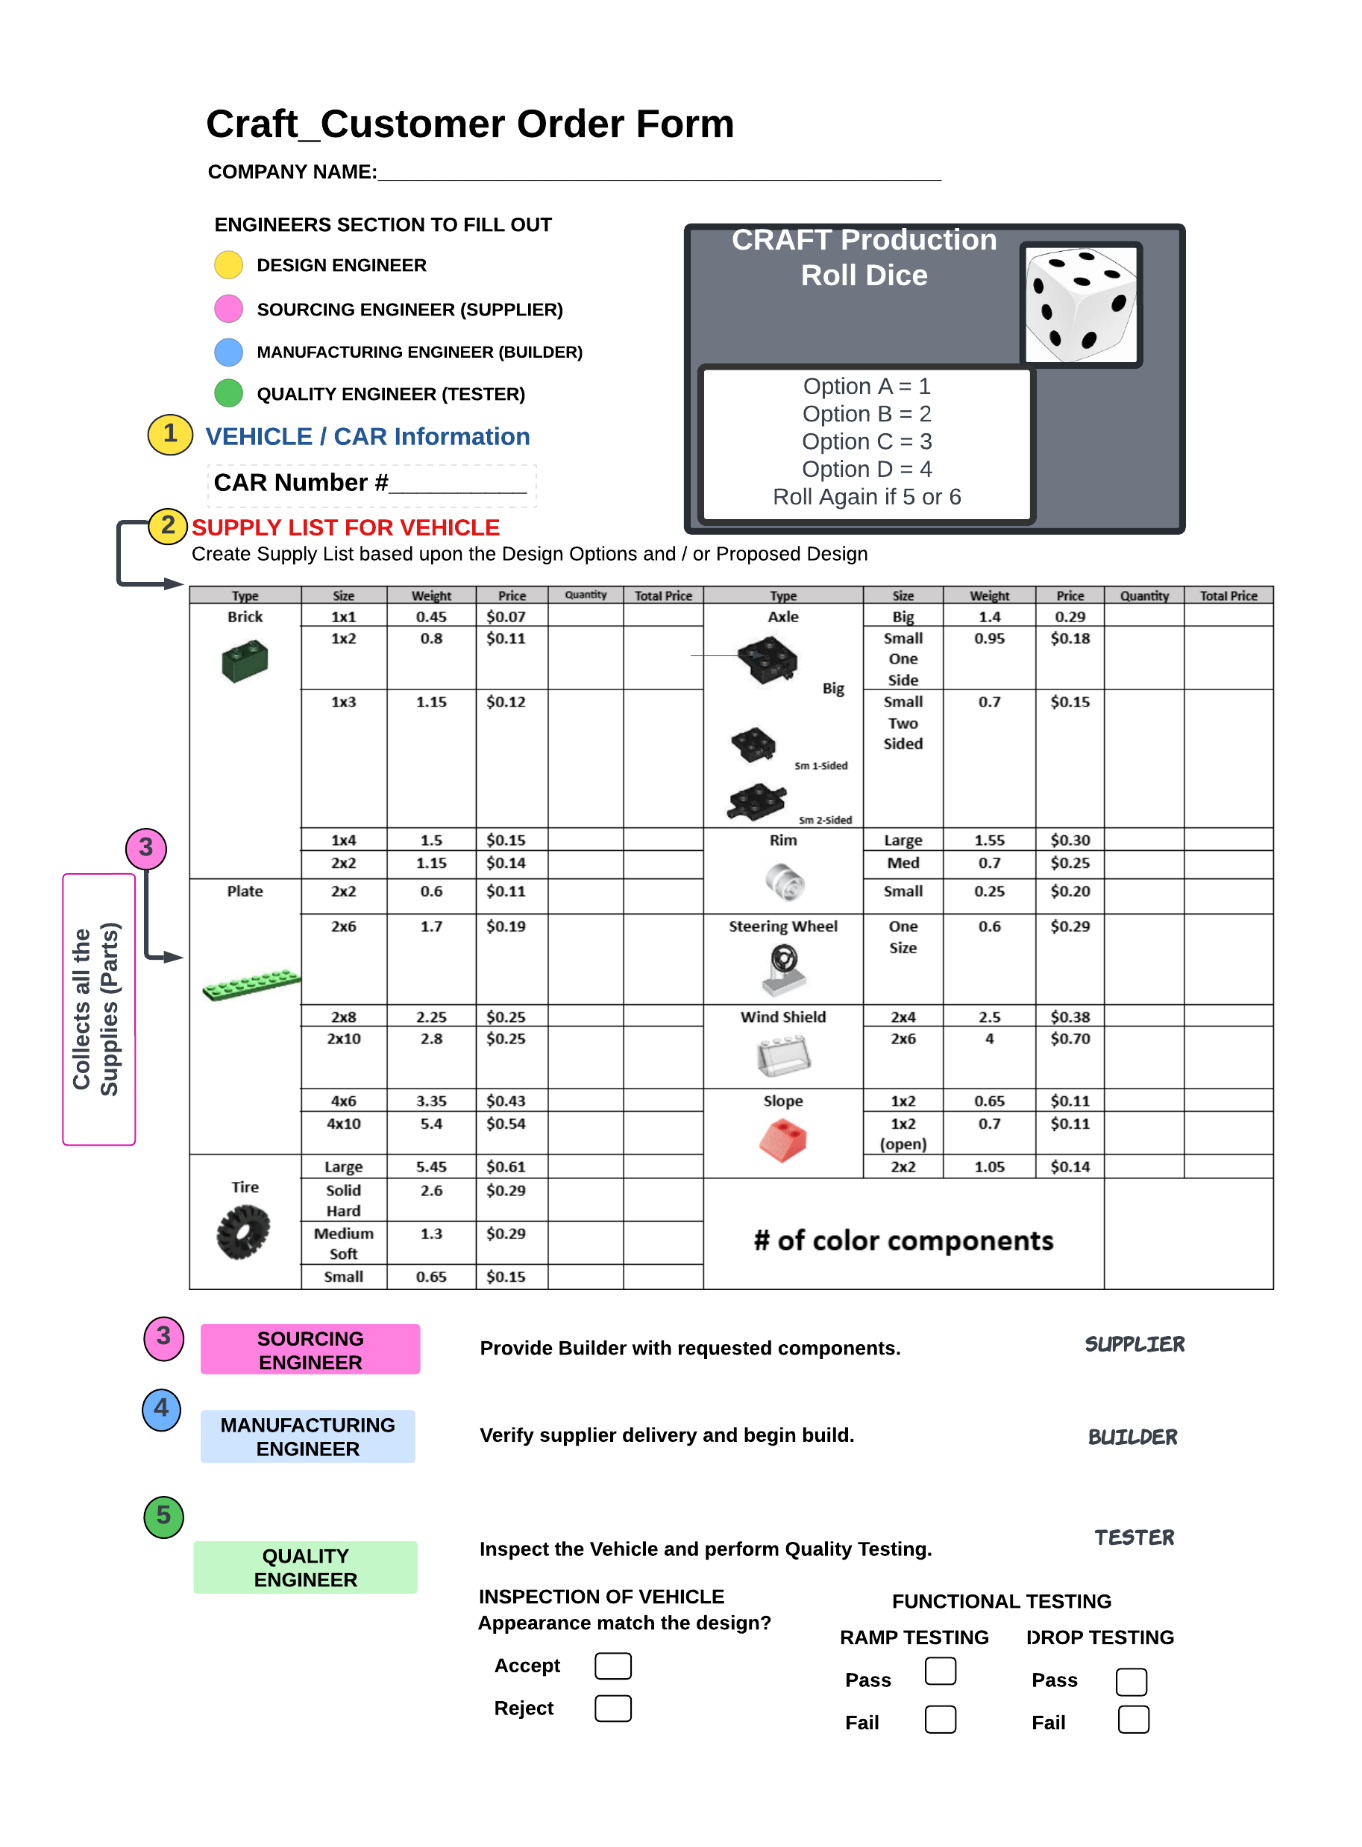 Craft_Customer Order Form
COMPANY NAME:___________________________________________________
ENGINEERS SECTION TO FILL OUT
DESIGN ENGINEER
SOURCING ENGINEER (SUPPLIER)
MANUFACTURING ENGINEER (BUILDER)
QUALITY ENGINEER (TESTER)
CRAFT Production
Roll Dice
Option A = 1
Option B = 2
Option C = 3
Option D = 4
Roll Again if 5 or 6
1 VEHICLE / CAR Information
CAR Number #__________
2 SUPPLY LIST FOR VEHICLE
Create Supply List based upon the Design Options and / or Proposed Design
3
Collects all the
Supplies (Parts)
Type Size Weight Price Quantity Total Price Type Size Weight Price Quantity Total Price
Brick 1x1 0.45 $0.07 Axle Big 1.4 0.29
1x2 0.8 $0.11 Small 0.95 $0.18
One
Side
Big
1x3 1.15 $0.12 Small 0.7 $0.15
Two
Sided
Sm 1-Sided
Sm 2-Sided
1x4 1.5 $0.15 Rim Large 1.55 $0.30
2x2 1.15 $0.14 Med 0.7 $0.25
Plate 2x2 0.6 $0.11 Small 0.25 $0.20
2x6 1.7 $0.19 Steering Wheel One 0.6 $0.29
Size
2x8 2.25 $0.25 Wind Shield 2x4 2.5 $0.38
2x10 2.8 $0.25 2x6 4 $0.70
4x6 3.35 $0.43 Slope 1x2 0.65 $0.11
4x10 5.4 $0.54 1x2 0.7 $0.11
(open)
Large 5.45 $0.61 2x2 1.05 $0.14
Tire Solid 2.6 $0.29
Hard
Medium 1.3 $0.29
Soft
# of color components
Small 0.65 $0.15
3 SOURCING
ENGINEER
Provide Builder with requested components.
SUPPLIER
4 MANUFACTURING
ENGINEER
Verify supplier delivery and begin build.
BUILDER
5
QUALITY
ENGINEER
Inspect the Vehicle and perform Quality Testing.
TESTER
INSPECTION OF VEHICLE
Appearance match the design?
Accept
Reject
FUNCTIONAL TESTING
RAMP TESTING DROP TESTING
Pass Pass
Fail Fail